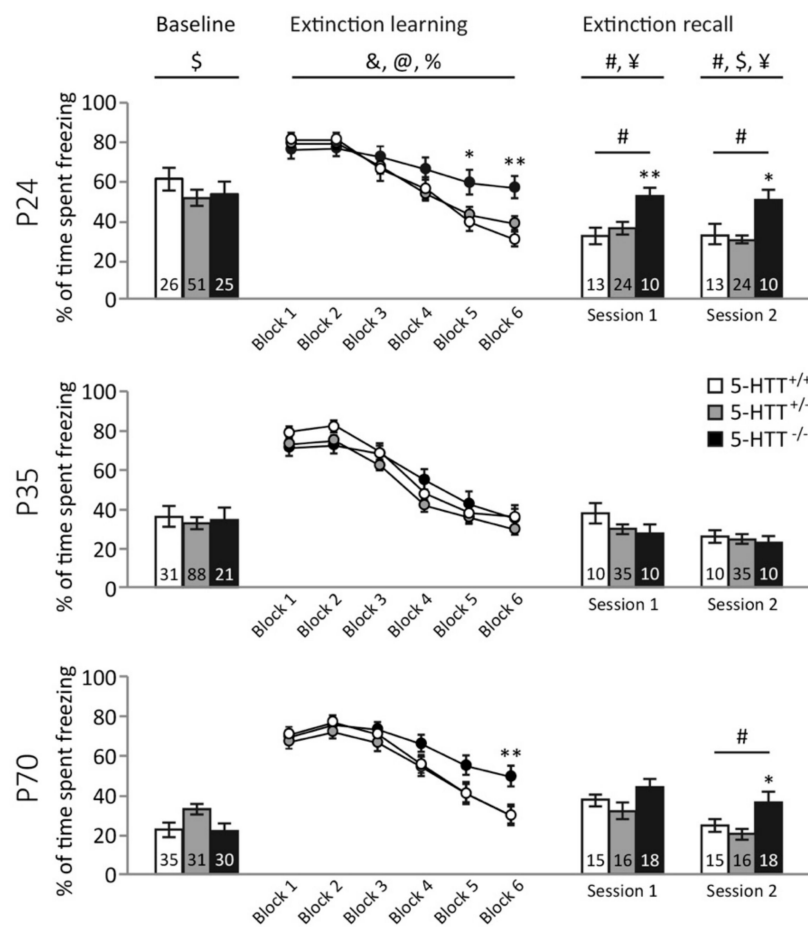 Baseline Extinction learning Extinction recall
$ &, @, % #, ¥ #, $, ¥
P24
% of time spent freezing
100
80
60
40
20
0
26 51 25
* **
Block 1 Block 2 Block 3 Block 4 Block 5 Block 6
# #
** *
13 24 10 13 24 10
Session 1 Session 2
P35
% of time spent freezing
100
80
60
40
20
0
31 88 21
Block 1 Block 2 Block 3 Block 4 Block 5 Block 6
5-HTT+/+
5-HTT+/-
5-HTT-/-
10 35 10 10 35 10
Session 1 Session 2
P70
% of time spent freezing
100
80
60
40
20
0
35 31 30
**
Block 1 Block 2 Block 3 Block 4 Block 5 Block 6
#
*
15 16 18 15 16 18
Session 1 Session 2